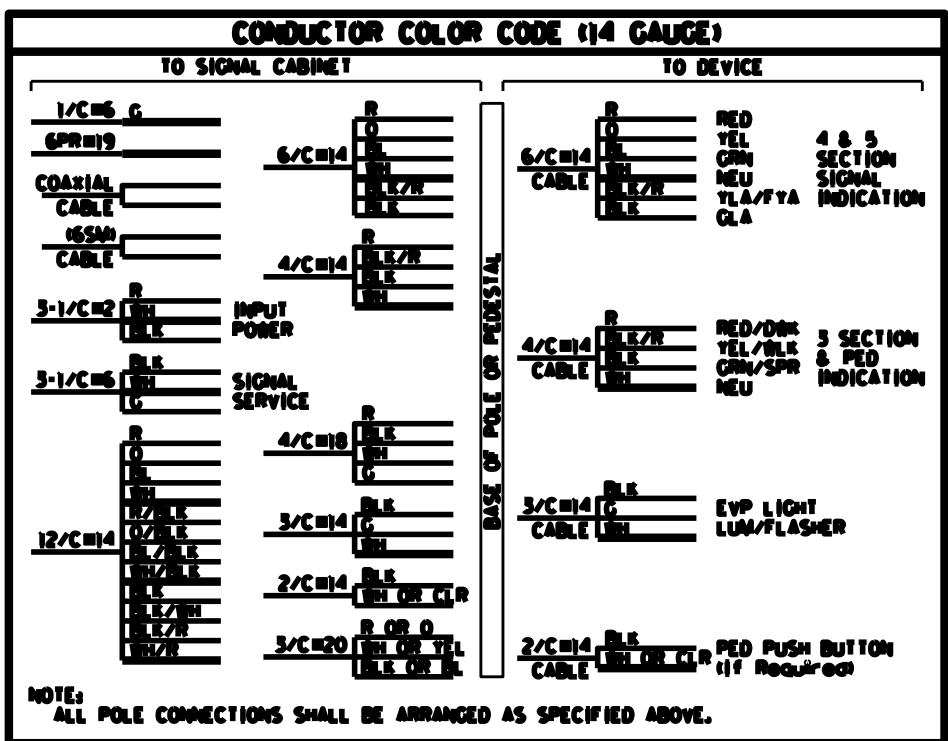 CONDUCTOR COLOR CODE (14 GAUGE)
TO SIGNAL CABINET
1/C #6 G
6PR#19
COAXIAL
CABLE
(6SM)
CABLE
3-1/C#2
R
WH
BLK
INPUT
POWER
3-1/C#6
BLK
WH
G
SIGNAL
SERVICE
12/C#14
R
O
BL
WH
R/BLK
O/BLK
BL/BLK
WH/BLK
BLK
BLK/WH
BLK/R
WH/R
6/C#14
R
O
BL
WH
BLK/R
BLK
4/C#14
R
BLK/R
BLK
WH
4/C#18
R
BLK
WH
G
3/C#14
BLK
G
WH
2/C#14
BLK
WH OR CLR
3/C#20
R OR O
WH OR YEL
BLK OR BL
BASE OF POLE OR PEDESTAL
TO DEVICE
6/C#14
CABLE
R
O
BL
WH
BLK/R
BLK
RED
YEL
GRN
NEU
YLA/FYA
GLA
4 & 5
SECTION
SIGNAL
INDICATION
4/C#14
CABLE
R
BLK/R
BLK
WH
RED/DWK
YEL/WLK
GRN/SPR
NEU
3 SECTION
& PED
INDICATION
3/C#14
CABLE
BLK
G
WH
EVP LIGHT
LUM/FLASHER
2/C#14
CABLE
BLK
WH OR CLR
PED PUSH BUTTON
(if Required)
NOTE:
ALL POLE CONNECTIONS SHALL BE ARRANGED AS SPECIFIED ABOVE.